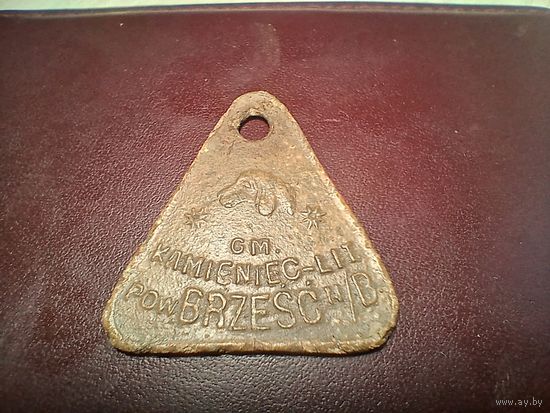 GM.
KAMIENIEC-LIT
POW BRZEŚĆ N/B
www.ay.by